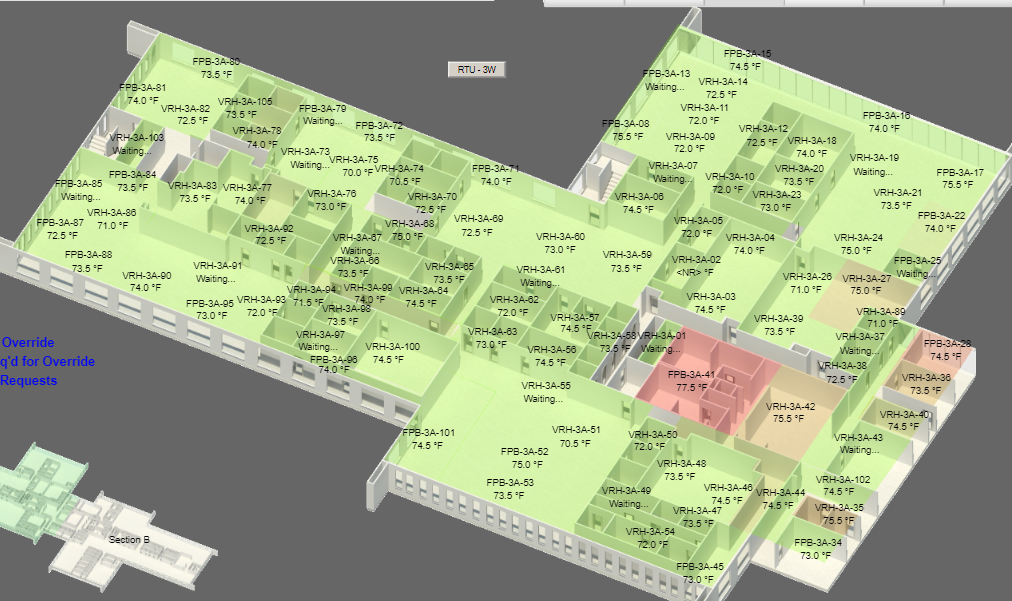 RTU - 3W
FPB-3A-80
73.5 °F
FPB-3A-81
74.0 °F
VRH-3A-82
72.5 °F
VRH-3A-105
73.5 °F
FPB-3A-79
Waiting...
VRH-3A-78
74.0 °F
FPB-3A-72
73.5 °F
VRH-3A-103
Waiting...
VRH-3A-73
Waiting...
VRH-3A-75
70.0 °F
VRH-3A-74
70.5 °F
FPB-3A-71
74.0 °F
FPB-3A-84
73.5 °F
FPB-3A-85
Waiting...
VRH-3A-83
73.5 °F
VRH-3A-77
74.0 °F
VRH-3A-76
73.0 °F
VRH-3A-70
72.5 °F
VRH-3A-86
71.0 °F
FPB-3A-87
72.5 °F
VRH-3A-92
72.5 °F
VRH-3A-68
75.0 °F
VRH-3A-69
72.5 °F
VRH-3A-67
Waiting...
FPB-3A-88
73.5 °F
VRH-3A-66
73.5 °F
VRH-3A-65
73.5 °F
VRH-3A-60
73.0 °F
VRH-3A-59
73.5 °F
VRH-3A-90
74.0 °F
VRH-3A-91
Waiting...
VRH-3A-61
Waiting...
VRH-3A-94
71.5 °F
VRH-3A-99
74.0 °F
VRH-3A-64
74.5 °F
FPB-3A-95
73.0 °F
VRH-3A-93
72.0 °F
VRH-3A-98
73.5 °F
VRH-3A-62
74.0 °F
VRH-3A-57
74.5 °F
VRH-3A-97
Waiting...
VRH-3A-100
74.5 °F
VRH-3A-63
73.0 °F
VRH-3A-58
73.5 °F
FPB-3A-96
74.0 °F
VRH-3A-56
74.5 °F
VRH-3A-55
Waiting...
FPB-3A-15
74.5 °F
FPB-3A-13
Waiting...
VRH-3A-14
72.5 °F
VRH-3A-11
72.0 °F
FPB-3A-16
74.0 °F
FPB-3A-08
75.5 °F
VRH-3A-09
72.0 °F
VRH-3A-12
72.5 °F
VRH-3A-18
74.0 °F
VRH-3A-07
Waiting...
VRH-3A-19
Waiting...
VRH-3A-10
72.0 °F
VRH-3A-20
73.5 °F
FPB-3A-17
75.5 °F
VRH-3A-06
74.5 °F
VRH-3A-23
73.0 °F
VRH-3A-21
73.5 °F
VRH-3A-05
72.0 °F
FPB-3A-22
74.0 °F
VRH-3A-04
74.0 °F
VRH-3A-24
75.0 °F
VRH-3A-02
<NR> °F
FPB-3A-25
Waiting...
VRH-3A-26
71.0 °F
VRH-3A-27
75.0 °F
VRH-3A-03
74.5 °F
VRH-3A-39
73.5 °F
VRH-3A-89
71.0 °F
VRH-3A-01
Waiting...
VRH-3A-37
Waiting...
FPB-3A-28
74.5 °F
VRH-3A-38
72.5 °F
FPB-3A-41
77.5 °F
VRH-3A-36
73.5 °F
VRH-3A-42
75.5 °F
VRH-3A-40
74.5 °F
FPB-3A-101
74.5 °F
VRH-3A-51
70.5 °F
VRH-3A-50
72.0 °F
VRH-3A-43
Waiting...
FPB-3A-52
75.0 °F
VRH-3A-48
73.5 °F
FPB-3A-53
73.5 °F
VRH-3A-49
Waiting...
VRH-3A-46
74.5 °F
VRH-3A-44
74.5 °F
VRH-3A-102
74.5 °F
VRH-3A-47
73.5 °F
VRH-3A-35
75.5 °F
VRH-3A-54
72.0 °F
FPB-3A-34
73.0 °F
FPB-3A-45
73.0 °F
Override
q'd for Override
Requests
Section B